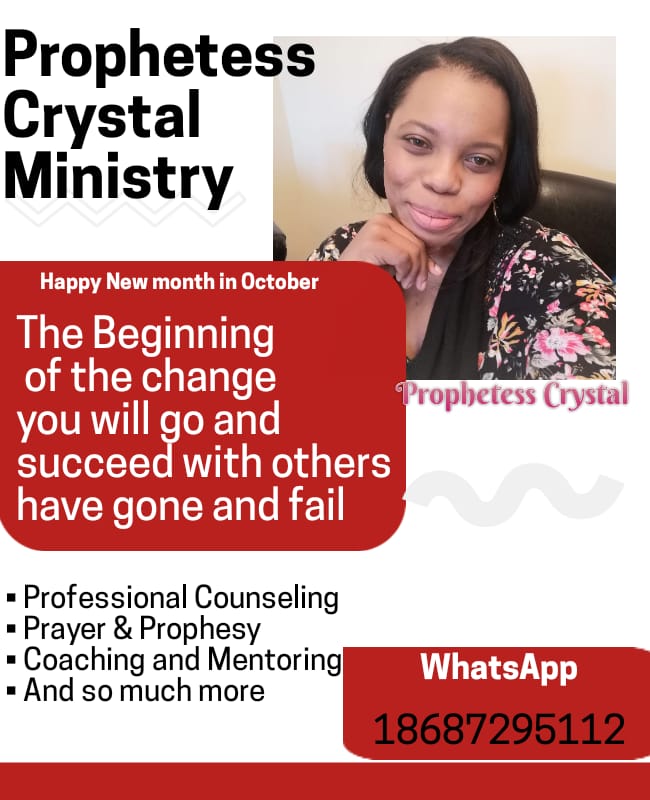 Prophetess
Crystal
Ministry
Prophetess Crystal
Happy New month in October
The Beginning
of the change
you will go and
succeed with others
have gone and fail
▪ Professional Counseling
▪ Prayer & Prophesy
▪ Coaching and Mentoring
▪ And so much more
WhatsApp
18687295112